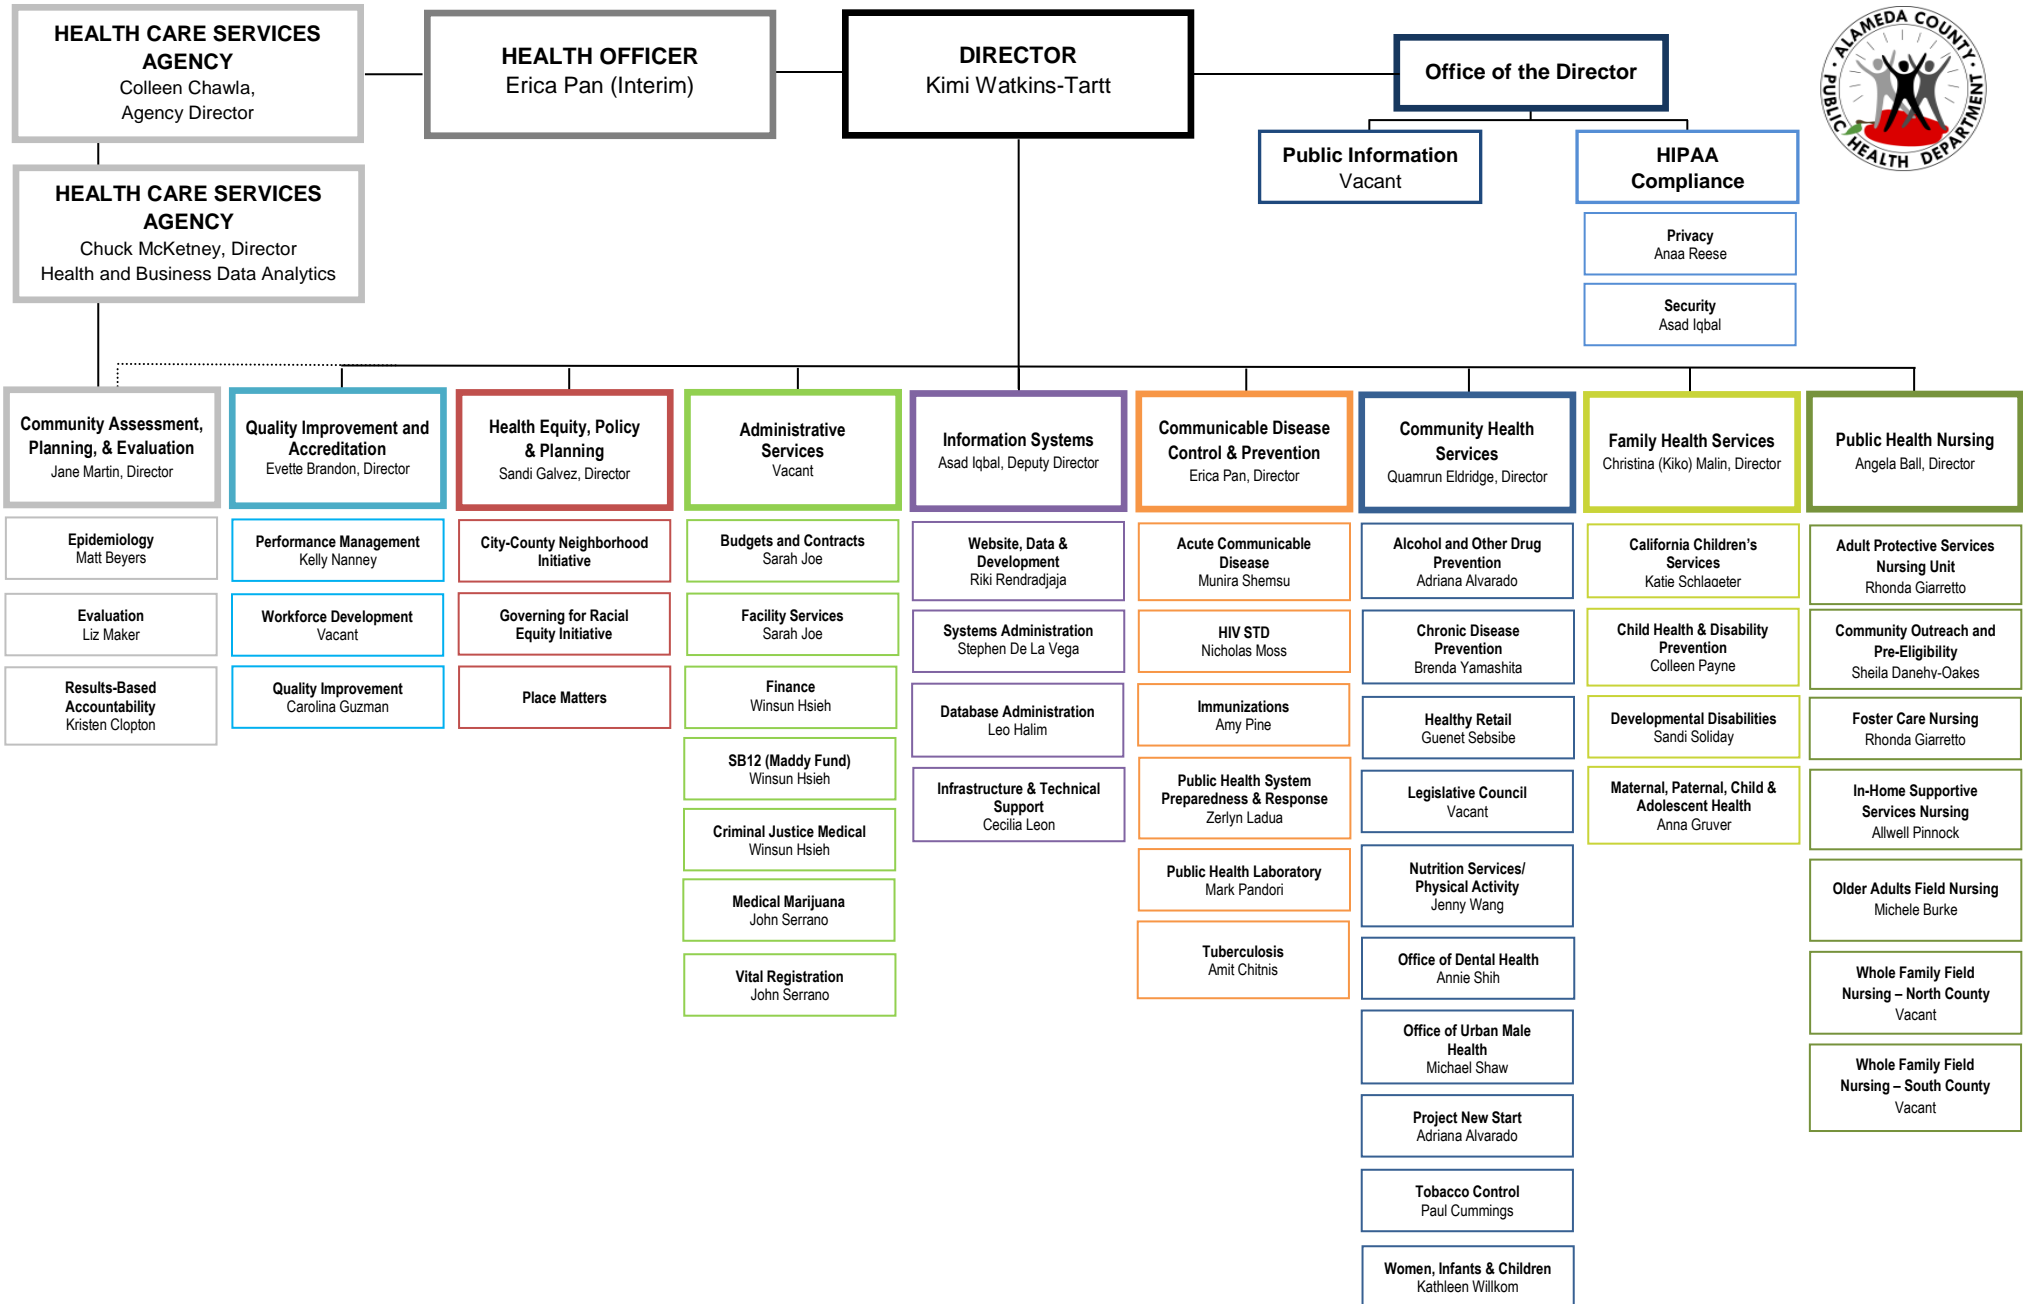 HEALTH CARE SERVICES
AGENCY
Colleen Chawla,
Agency Director
HEALTH OFFICER
Erica Pan (Interim)
DIRECTOR
Kimi Watkins-Tartt
Office of the Director
ALAMEDA COUNTY
PUBLIC HEALTH DEPARTMENT
Public Information
Vacant
HIPAA
Compliance
Privacy
Anaa Reese
Security
Asad Iqbal
HEALTH CARE SERVICES
AGENCY
Chuck McKetney, Director
Health and Business Data Analytics
Community Assessment,
Planning, & Evaluation
Jane Martin, Director
Epidemiology
Matt Beyers
Evaluation
Liz Maker
Results-Based
Accountability
Kristen Clopton
Quality Improvement and
Accreditation
Evette Brandon, Director
Performance Management
Kelly Nanney
Workforce Development
Vacant
Quality Improvement
Carolina Guzman
Health Equity, Policy
& Planning
Sandi Galvez, Director
City-County Neighborhood
Initiative
Governing for Racial
Equity Initiative
Place Matters
Administrative
Services
Vacant
Budgets and Contracts
Sarah Joe
Facility Services
Sarah Joe
Finance
Winsun Hsieh
SB12 (Maddy Fund)
Winsun Hsieh
Criminal Justice Medical
Winsun Hsieh
Medical Marijuana
John Serrano
Vital Registration
John Serrano
Information Systems
Asad Iqbal, Deputy Director
Website, Data &
Development
Riki Rendradjaja
Systems Administration
Stephen De La Vega
Database Administration
Leo Halim
Infrastructure & Technical
Support
Cecilia Leon
Communicable Disease
Control & Prevention
Erica Pan, Director
Acute Communicable
Disease
Munira Shemsu
HIV STD
Nicholas Moss
Immunizations
Amy Pine
Public Health System
Preparedness & Response
Zerlyn Ladua
Public Health Laboratory
Mark Pandori
Tuberculosis
Amit Chitnis
Community Health
Services
Quamrun Eldridge, Director
Alcohol and Other Drug
Prevention
Adriana Alvarado
Chronic Disease
Prevention
Brenda Yamashita
Healthy Retail
Guenet Sebsibe
Legislative Council
Vacant
Nutrition Services/
Physical Activity
Jenny Wang
Office of Dental Health
Annie Shih
Office of Urban Male
Health
Michael Shaw
Project New Start
Adriana Alvarado
Tobacco Control
Paul Cummings
Women, Infants & Children
Kathleen Willkom
Family Health Services
Christina (Kiko) Malin, Director
California Children's
Services
Katie Schlageter
Child Health & Disability
Prevention
Colleen Payne
Developmental Disabilities
Sandi Soliday
Maternal, Paternal, Child &
Adolescent Health
Anna Gruver
Public Health Nursing
Angela Ball, Director
Adult Protective Services
Nursing Unit
Rhonda Giarretto
Community Outreach and
Pre-Eligibility
Sheila Danehy-Oakes
Foster Care Nursing
Rhonda Giarretto
In-Home Supportive
Services Nursing
Allwell Pinnock
Older Adults Field Nursing
Michele Burke
Whole Family Field
Nursing – North County
Vacant
Whole Family Field
Nursing – South County
Vacant